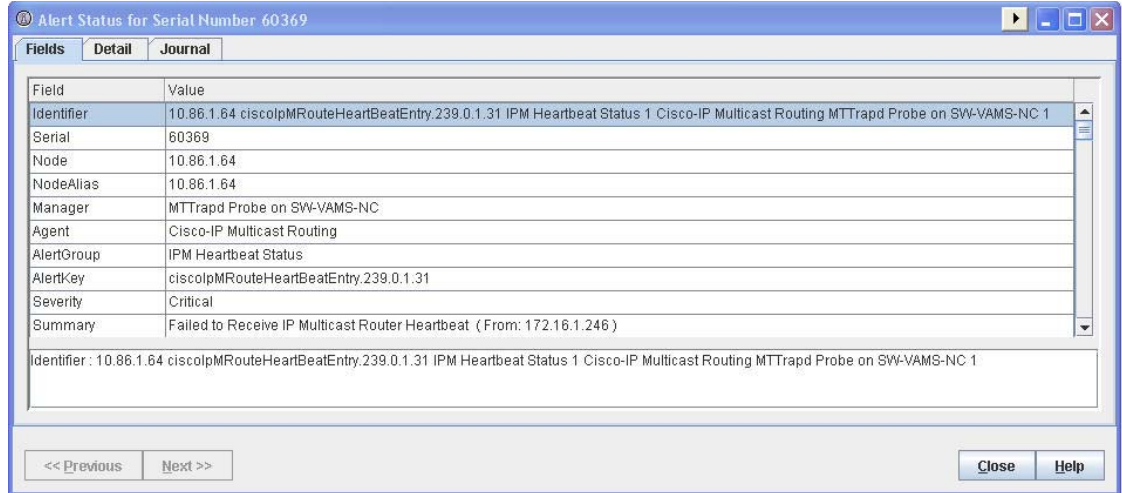 Alert Status for Serial Number 60369
Fields Detail Journal
Field Value
Identifier 10.86.1.64 ciscoIpMRouteHeartBeatEntry.239.0.1.31 IPM Heartbeat Status 1 Cisco-IP Multicast Routing MTTrapd Probe on SW-VAMS-NC 1
Serial 60369
Node 10.86.1.64
NodeAlias 10.86.1.64
Manager MTTrapd Probe on SW-VAMS-NC
Agent Cisco-IP Multicast Routing
AlertGroup IPM Heartbeat Status
AlertKey ciscoIpMRouteHeartBeatEntry.239.0.1.31
Severity Critical
Summary Failed to Receive IP Multicast Router Heartbeat ( From: 172.16.1.246 )
Identifier : 10.86.1.64 ciscoIpMRouteHeartBeatEntry.239.0.1.31 IPM Heartbeat Status 1 Cisco-IP Multicast Routing MTTrapd Probe on SW-VAMS-NC 1
<< Previous Next >> Close Help